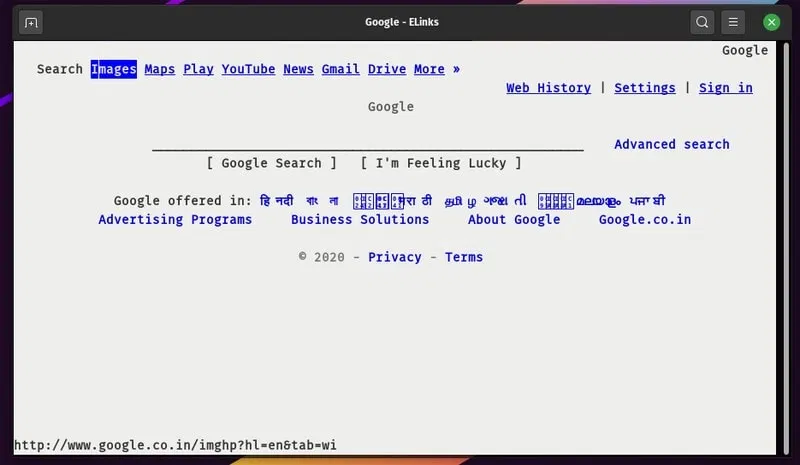 Google - ELinks
Google
Search Images Maps Play YouTube News Gmail Drive More »
Web History | Settings | Sign in
Google
Advanced search
[ Google Search ] [ I'm Feeling Lucky ]
Google offered in: हिन्दी বাংলা मराठी தமிழ் ગુજરાતી മലയാളം ਪੰਜਾਬੀ
Advertising Programs Business Solutions About Google Google.co.in
© 2020 - Privacy - Terms
http://www.google.co.in/imghp?hl=en&tab=wi